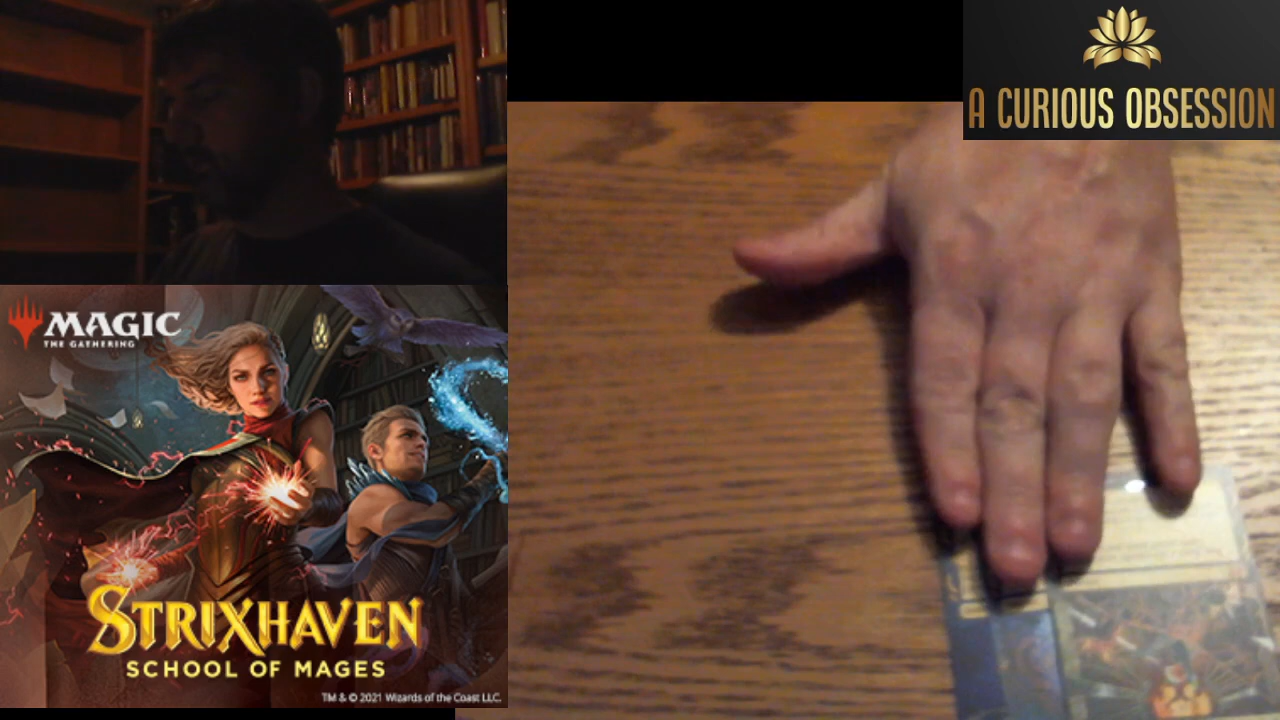 MAGIC
THE GATHERING
STRIXHAVEN
SCHOOL OF MAGES
TM & © 2021 Wizards of the Coast LLC.
A CURIOUS OBSESSION